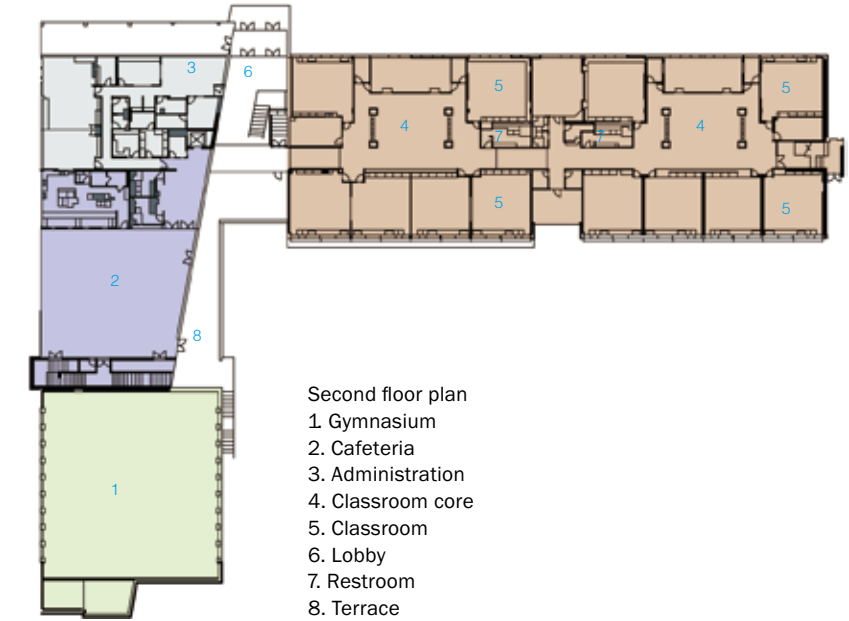 3
6
5
5
4
4
7
7
5
5
2
8
1
Second floor plan
1. Gymnasium
2. Cafeteria
3. Administration
4. Classroom core
5. Classroom
6. Lobby
7. Restroom
8. Terrace